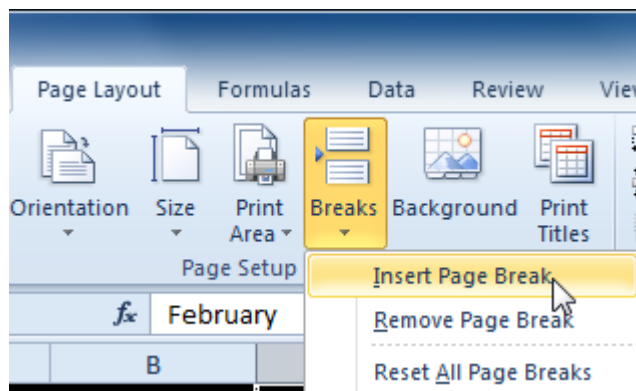 Page Layout Formulas Data Review
Orientation Size Print Area Breaks Background Print Titles
Page Setup
Insert Page Break
fx February
Remove Page Break
B
Reset All Page Breaks